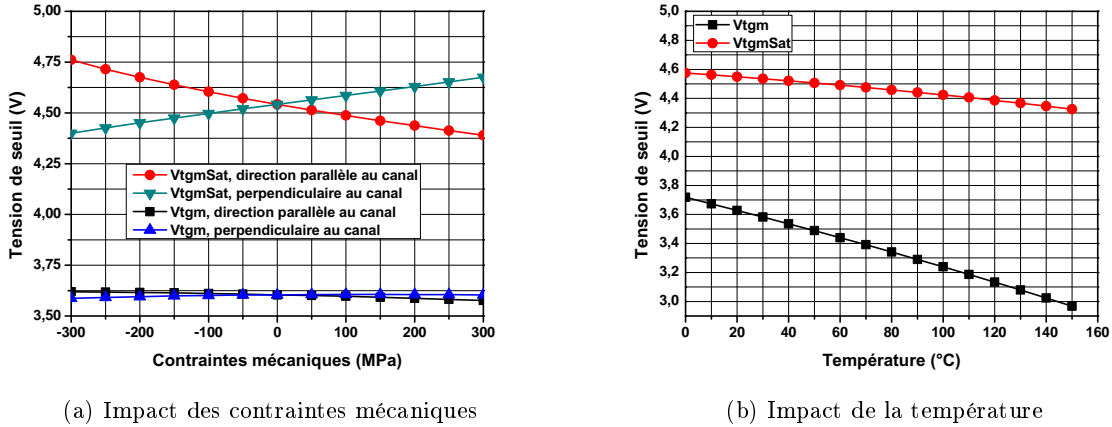 5,00
4,75
4,50
4,25
4,00
3,75
3,50
Tension de seuil (V)
VtgmSat, direction parallèle au canal
VtgmSat, perpendiculaire au canal
Vtgm, direction parallèle au canal
Vtgm, perpendiculaire au canal
-300 -200 -100 0 100 200 300
Contraintes mécaniques (MPa)
(a) Impact des contraintes mécaniques
5,0
4,8
4,6
4,4
4,2
4,0
3,8
3,6
3,4
3,2
3,0
Tension de seuil (V)
Vtgm
VtgmSat
0 20 40 60 80 100 120 140 160
Température (°C)
(b) Impact de la température